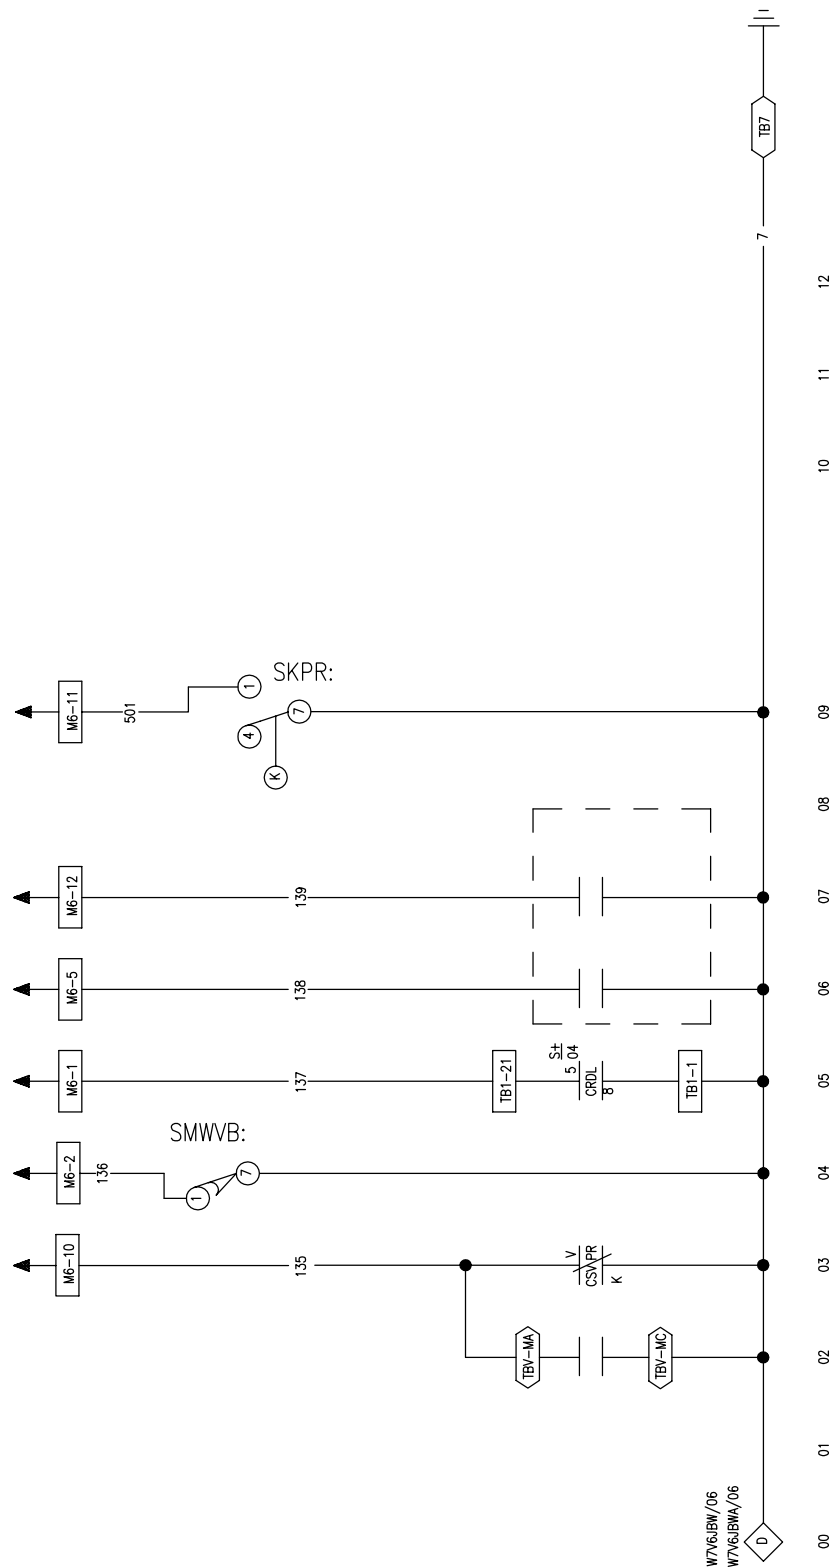 TB7
7
12
11
10
M6-11
501
SKPR:
1
4
7
K
09
08
M6-12
139
07
M6-5
138
06
M6-1
137
TB1-21
S±
5 04
CRDL
8
TB1-1
05
M6-2
136
SMWVB:
1
7
04
M6-10
135
V
CSV PR
K
03
TBV-MA
TBV-MC
02
01
W7V6JBW/06
W7V6JBWA/06
D
00